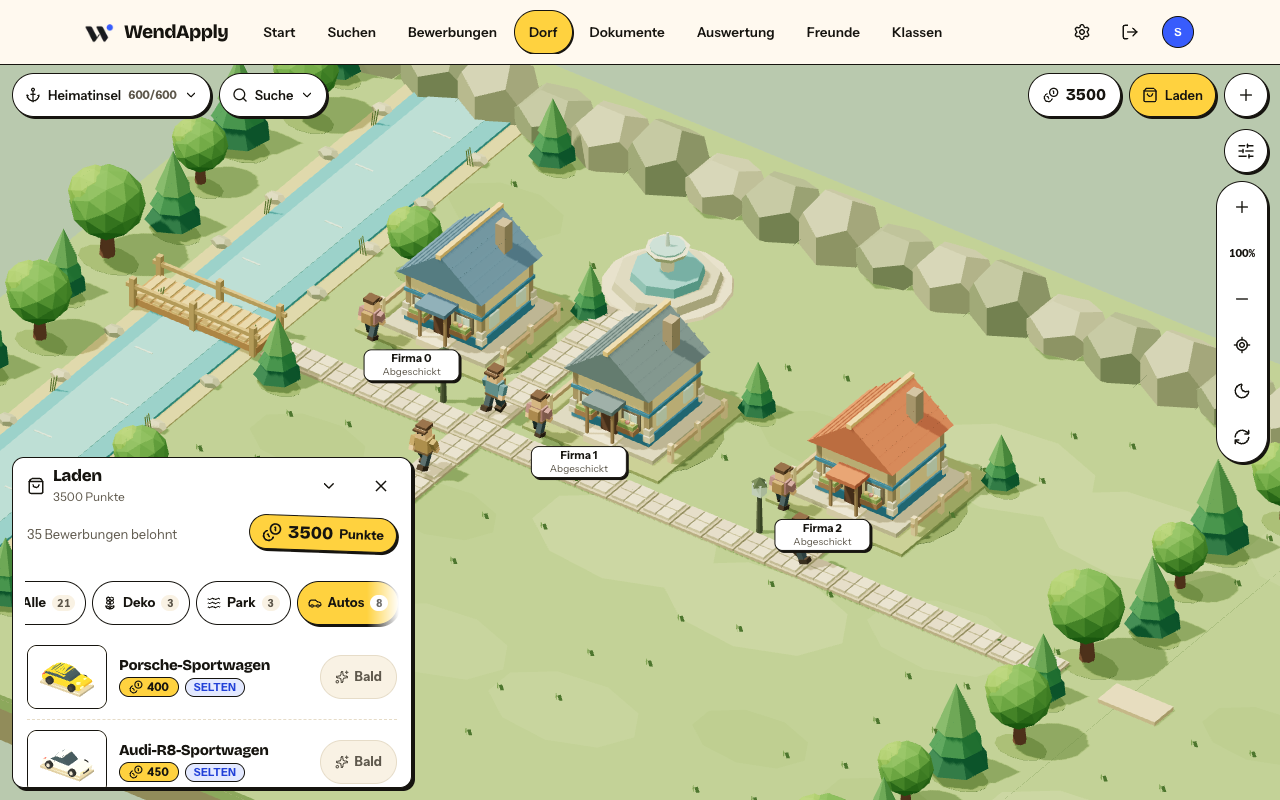 WendApply
Start
Suchen
Bewerbungen
Dorf
Dokumente
Auswertung
Freunde
Klassen
S
Heimatinsel 600/600
Suche
3500
Laden
100%
Firma 0
Abgeschickt
Firma 1
Abgeschickt
Firma 2
Abgeschickt
Laden
3500 Punkte
35 Bewerbungen belohnt
3500 Punkte
Alle 21
Deko 3
Park 3
Autos 8
Porsche-Sportwagen
400 SELTEN
Bald
Audi-R8-Sportwagen
450 SELTEN
Bald